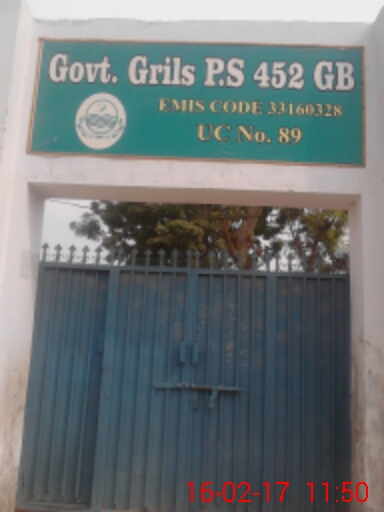 Govt. Grils P.S 452 GB
EMIS CODE 33160328
UC No. 89
16-02-17 11:50